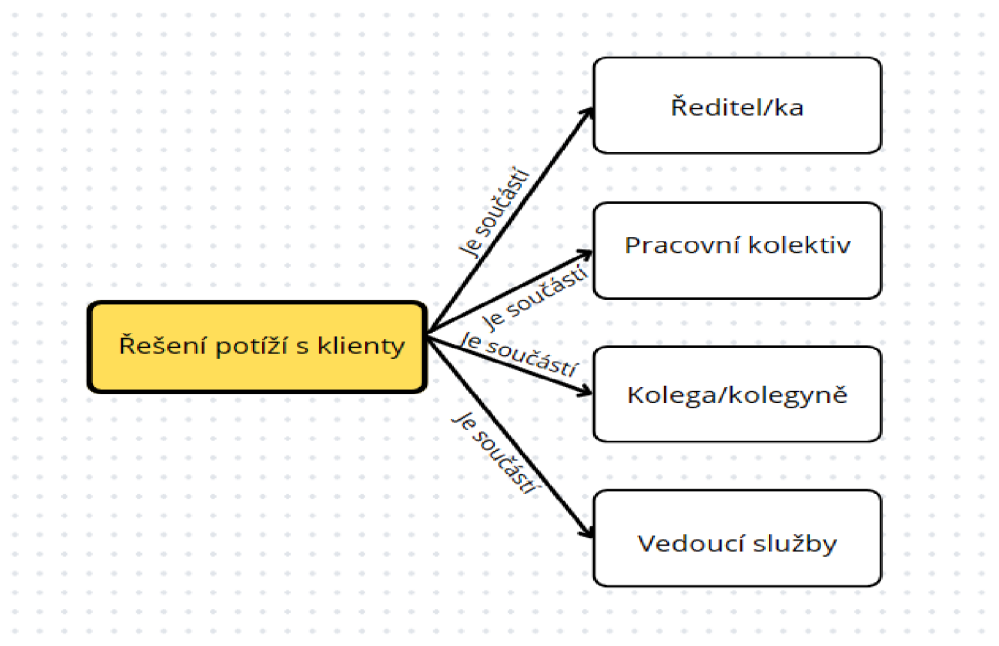 Ředitel/ka
Je součástí
Pracovní kolektiv
Je součástí
Řešení potíží s klienty
Je součástí
Kolega/kolegyně
Je součástí
Vedoucí služby